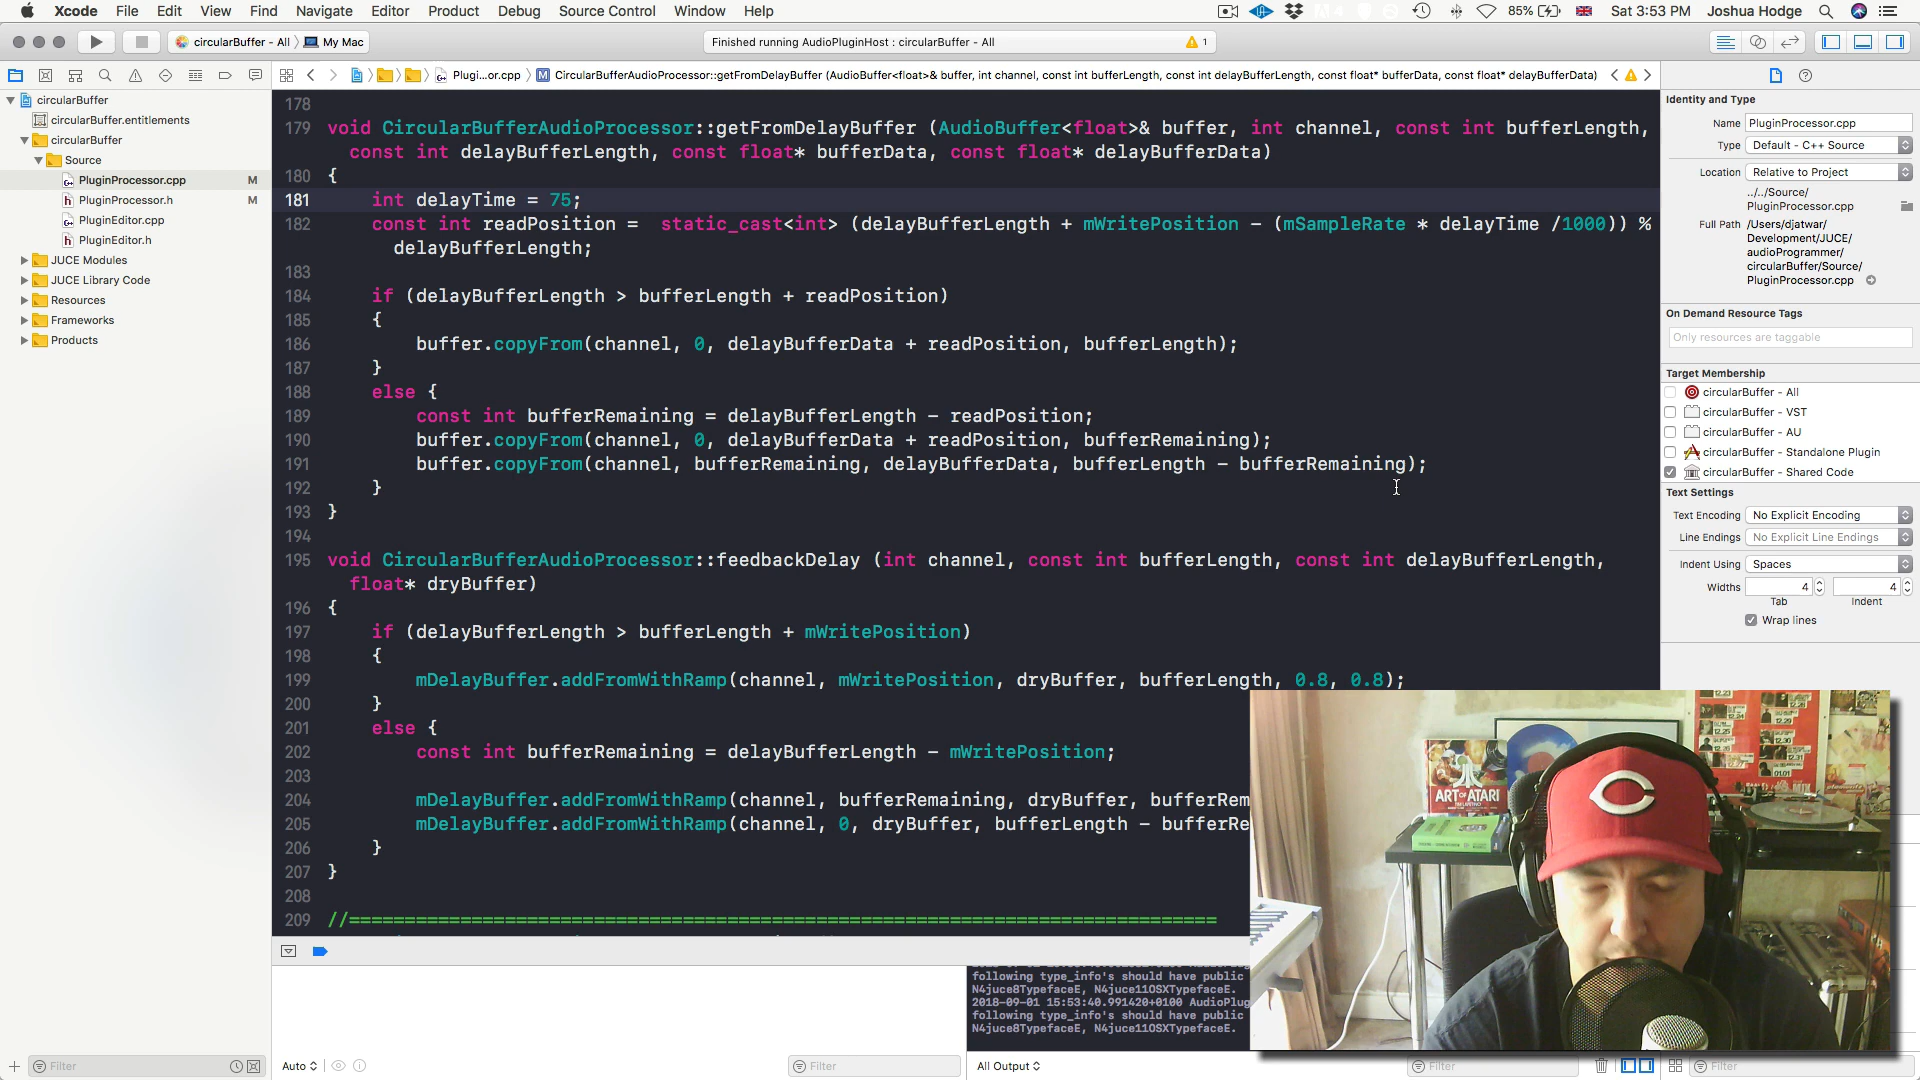 Xcode File Edit View Find Navigate Editor Product Debug Source Control Window Help
85% Sat 3:53 PM Joshua Hodge
circularBuffer - All My Mac
Finished running AudioPluginHost : circularBuffer - All
1
Plugi...or.cpp
M CircularBufferAudioProcessor::getFromDelayBuffer (AudioBuffer<float>& buffer, int channel, const int bufferLength, const int delayBufferLength, const float* bufferData, const float* delayBufferData)
circularBuffer
circularBuffer.entitlements
circularBuffer
Source
PluginProcessor.cpp M
PluginProcessor.h M
PluginEditor.cpp
PluginEditor.h
JUCE Modules
JUCE Library Code
Resources
Frameworks
Products
Filter
178
179 void CircularBufferAudioProcessor::getFromDelayBuffer (AudioBuffer<float>& buffer, int channel, const int bufferLength,
const int delayBufferLength, const float* bufferData, const float* delayBufferData)
180 {
181 int delayTime = 75;
182 const int readPosition = static_cast<int> (delayBufferLength + mWritePosition - (mSampleRate * delayTime /1000)) %
delayBufferLength;
183
184 if (delayBufferLength > bufferLength + readPosition)
185 {
186 buffer.copyFrom(channel, 0, delayBufferData + readPosition, bufferLength);
187 }
188 else {
189 const int bufferRemaining = delayBufferLength - readPosition;
190 buffer.copyFrom(channel, 0, delayBufferData + readPosition, bufferRemaining);
191 buffer.copyFrom(channel, bufferRemaining, delayBufferData, bufferLength - bufferRemaining);
192 }
193 }
194
195 void CircularBufferAudioProcessor::feedbackDelay (int channel, const int bufferLength, const int delayBufferLength,
float* dryBuffer)
196 {
197 if (delayBufferLength > bufferLength + mWritePosition)
198 {
199 mDelayBuffer.addFromWithRamp(channel, mWritePosition, dryBuffer, bufferLength, 0.8, 0.8);
200 }
201 else {
202 const int bufferRemaining = delayBufferLength - mWritePosition;
203
204 mDelayBuffer.addFromWithRamp(channel, bufferRemaining, dryBuffer, bufferRem
205 mDelayBuffer.addFromWithRamp(channel, 0, dryBuffer, bufferLength - bufferRe
206 }
207 }
208
209 //==============================================================================
following type_info's should have public
N4juce8TypefaceE, N4juce11OSXTypefaceE.
2018-09-01 15:53:40.991420+0100 AudioPlug
following type_info's should have public
N4juce8TypefaceE, N4juce11OSXTypefaceE.
Auto
Filter
All Output
Filter
Filter
Identity and Type
Name PluginProcessor.cpp
Type Default - C++ Source
Location Relative to Project
../../Source/
PluginProcessor.cpp
Full Path /Users/djatwar/
Development/JUCE/
audioProgrammer/
circularBuffer/Source/
PluginProcessor.cpp
On Demand Resource Tags
Only resources are taggable
Target Membership
circularBuffer - All
circularBuffer - VST
circularBuffer - AU
circularBuffer - Standalone Plugin
circularBuffer - Shared Code
Text Settings
Text Encoding No Explicit Encoding
Line Endings No Explicit Line Endings
Indent Using Spaces
Widths 4 4
Tab Indent
Wrap lines
ART OF ATARI